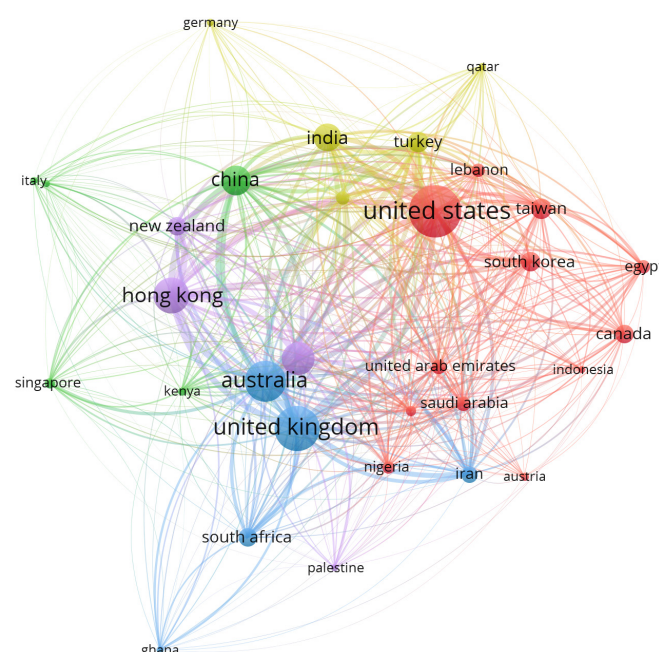 germany
qatar
india
turkey
lebanon
italy
china
united states
taiwan
new zealand
south korea
egyp
hong kong
canada
united arab emirates
indonesia
australia
singapore
kenya
saudi arabia
united kingdom
nigeria
iran
austria
south africa
palestine
ghana